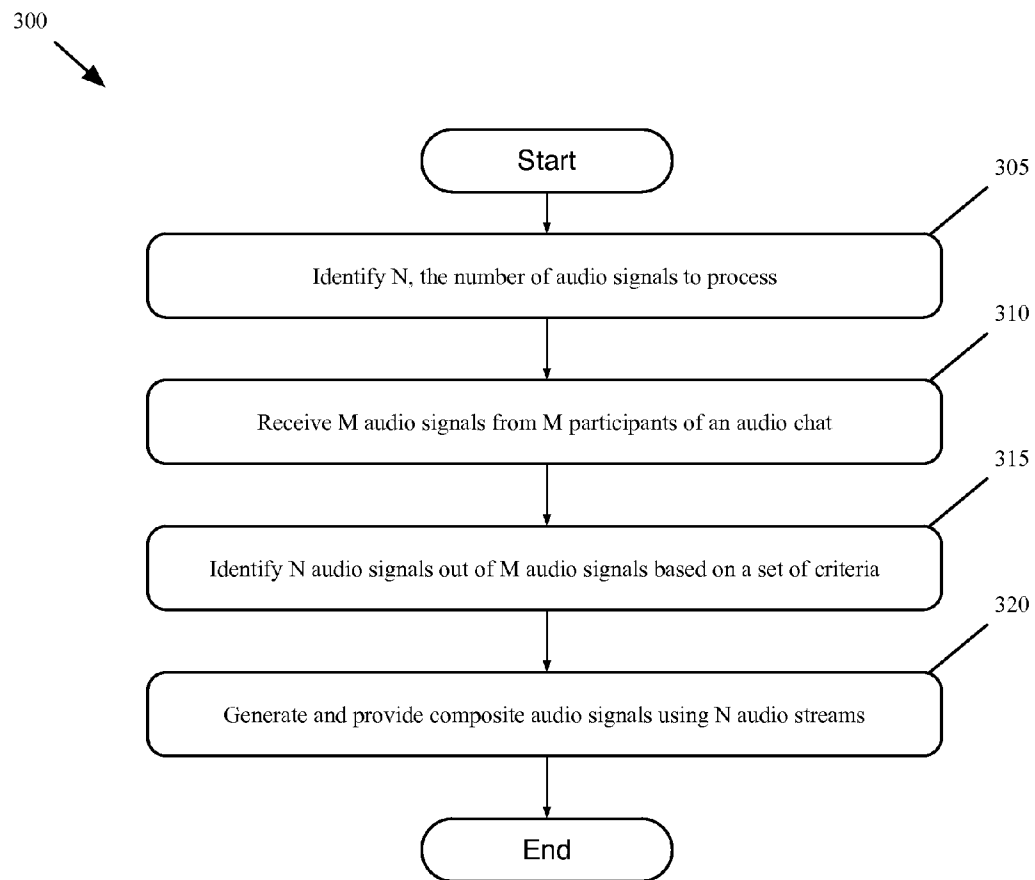 300
Start
305
Identify N, the number of audio signals to process
310
Receive M audio signals from M participants of an audio chat
315
Identify N audio signals out of M audio signals based on a set of criteria
320
Generate and provide composite audio signals using N audio streams
End